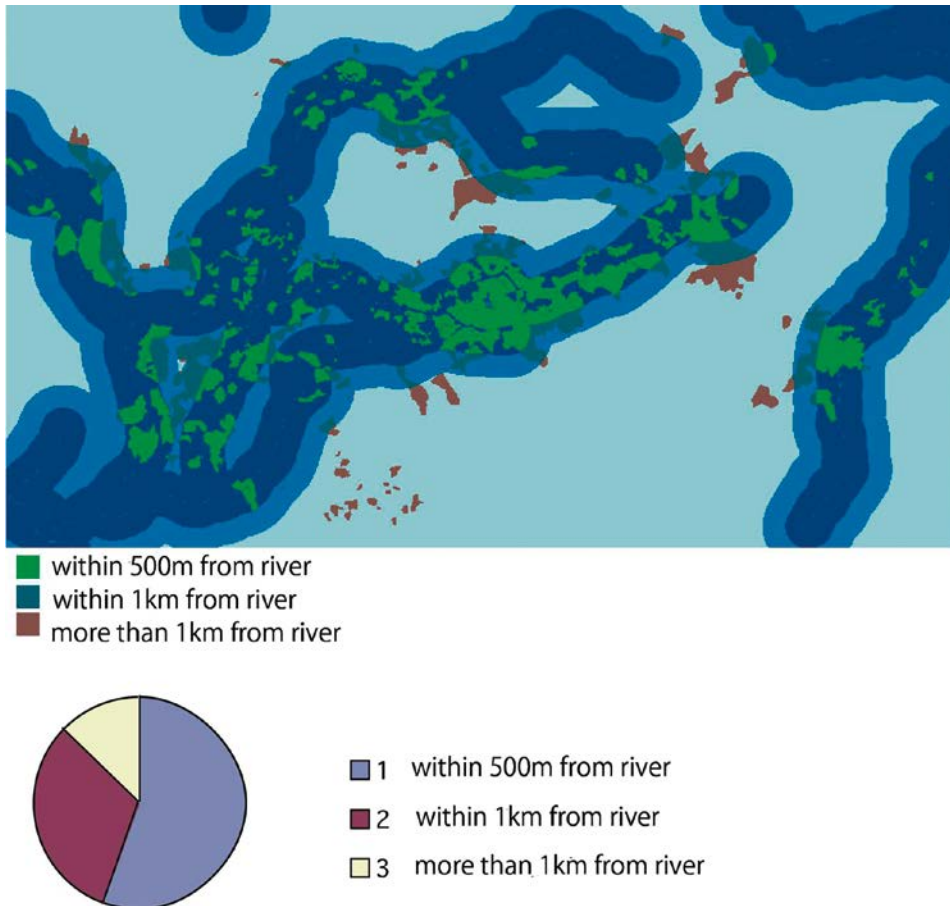 within 500m from river
within 1km from river
more than 1km from river
1 within 500m from river
2 within 1km from river
3 more than 1km from river